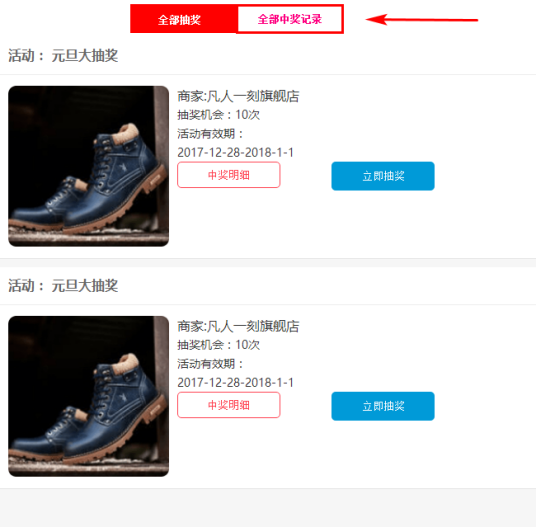 全部抽奖 全部中奖记录
活动： 元旦大抽奖
商家:凡人一刻旗舰店
抽奖机会：10次
活动有效期：
2017-12-28-2018-1-1
中奖明细 立即抽奖
活动： 元旦大抽奖
商家:凡人一刻旗舰店
抽奖机会：10次
活动有效期：
2017-12-28-2018-1-1
中奖明细 立即抽奖